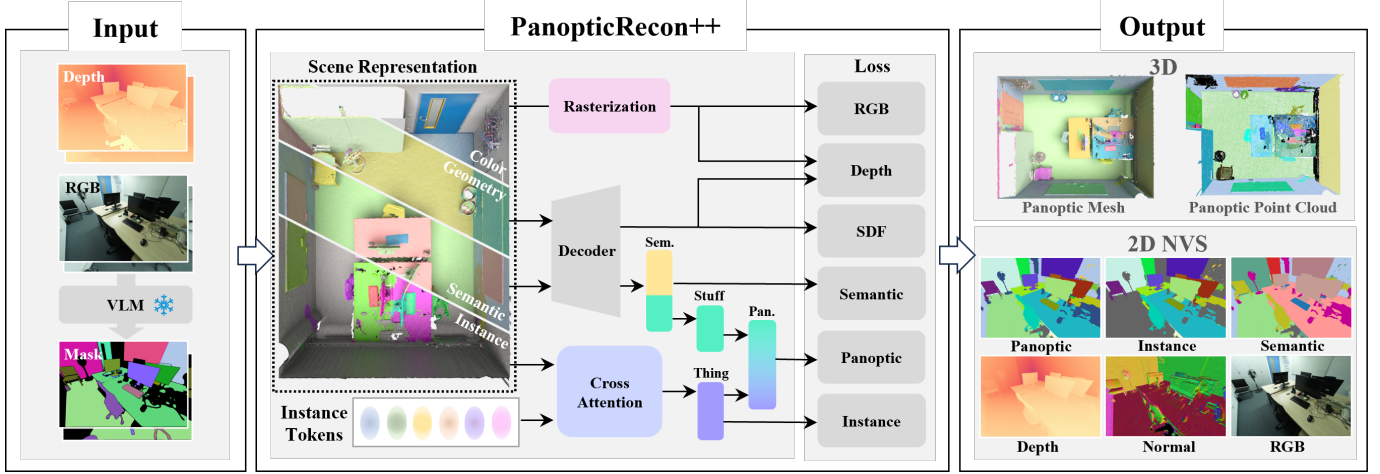 Input
Depth
RGB
VLM
Mask
PanopticRecon++
Scene Representation
Color
Geometry
Semantic
Instance
Instance
Tokens
Rasterization
Decoder
Cross
Attention
Sem.
Stuff
Pan.
Thing
Loss
RGB
Depth
SDF
Semantic
Panoptic
Instance
Output
3D
Panoptic Mesh
Panoptic Point Cloud
2D NVS
Panoptic
Instance
Semantic
Depth
Normal
RGB